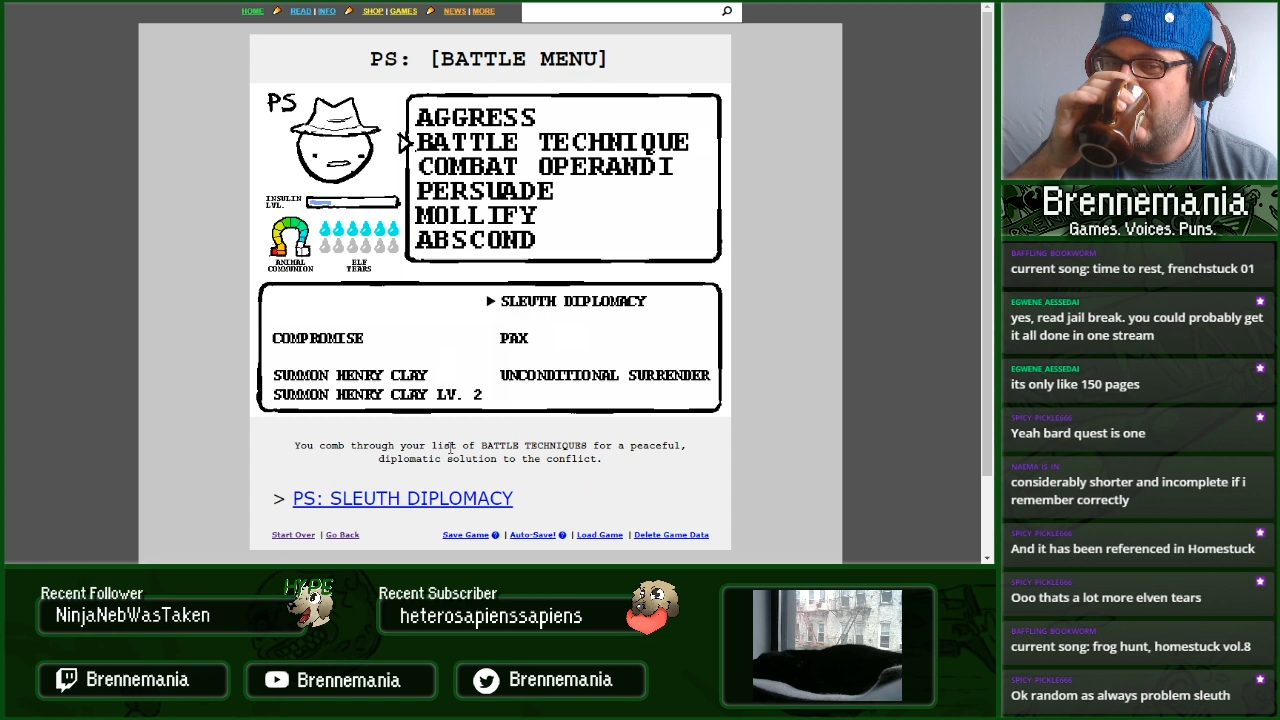 HOME READ | INFO SHOP | GAMES NEWS | MORE
PS: [BATTLE MENU]
PS
AGGRESS
BATTLE TECHNIQUE
COMBAT OPERANDI
PERSUADE
MOLLIFY
ABSCOND
INSULIN
LVL.
ANIMAL
COMMUNION
ELF
TEARS
SLEUTH DIPLOMACY
COMPROMISE PAX
SUMMON HENRY CLAY UNCONDITIONAL SURRENDER
SUMMON HENRY CLAY LV. 2
You comb through your list of BATTLE TECHNIQUES for a peaceful,
diplomatic solution to the conflict.
> PS: SLEUTH DIPLOMACY
Start Over | Go Back Save Game ? | Auto-Save! ? | Load Game | Delete Game Data
Brennemania
Games. Voices. Puns.
BAFFLING BOOKWORM
current song: time to rest, frenchstuck 01
EGWENE AESSEDAI
yes, read jail break. you could probably get
it all done in one stream
EGWENE AESSEDAI
its only like 150 pages
SPICY PICKLE666
Yeah bard quest is one
NAEMA IS IN
considerably shorter and incomplete if i
remember correctly
SPICY PICKLE666
And it has been referenced in Homestuck
SPICY PICKLE666
Ooo thats a lot more elven tears
BAFFLING BOOKWORM
current song: frog hunt, homestuck vol.8
SPICY PICKLE666
Ok random as always problem sleuth
Recent Follower
HYPE
NinjaNebWasTaken
Recent Subscriber
heterosapienssapiens
Brennemania
Brennemania
Brennemania